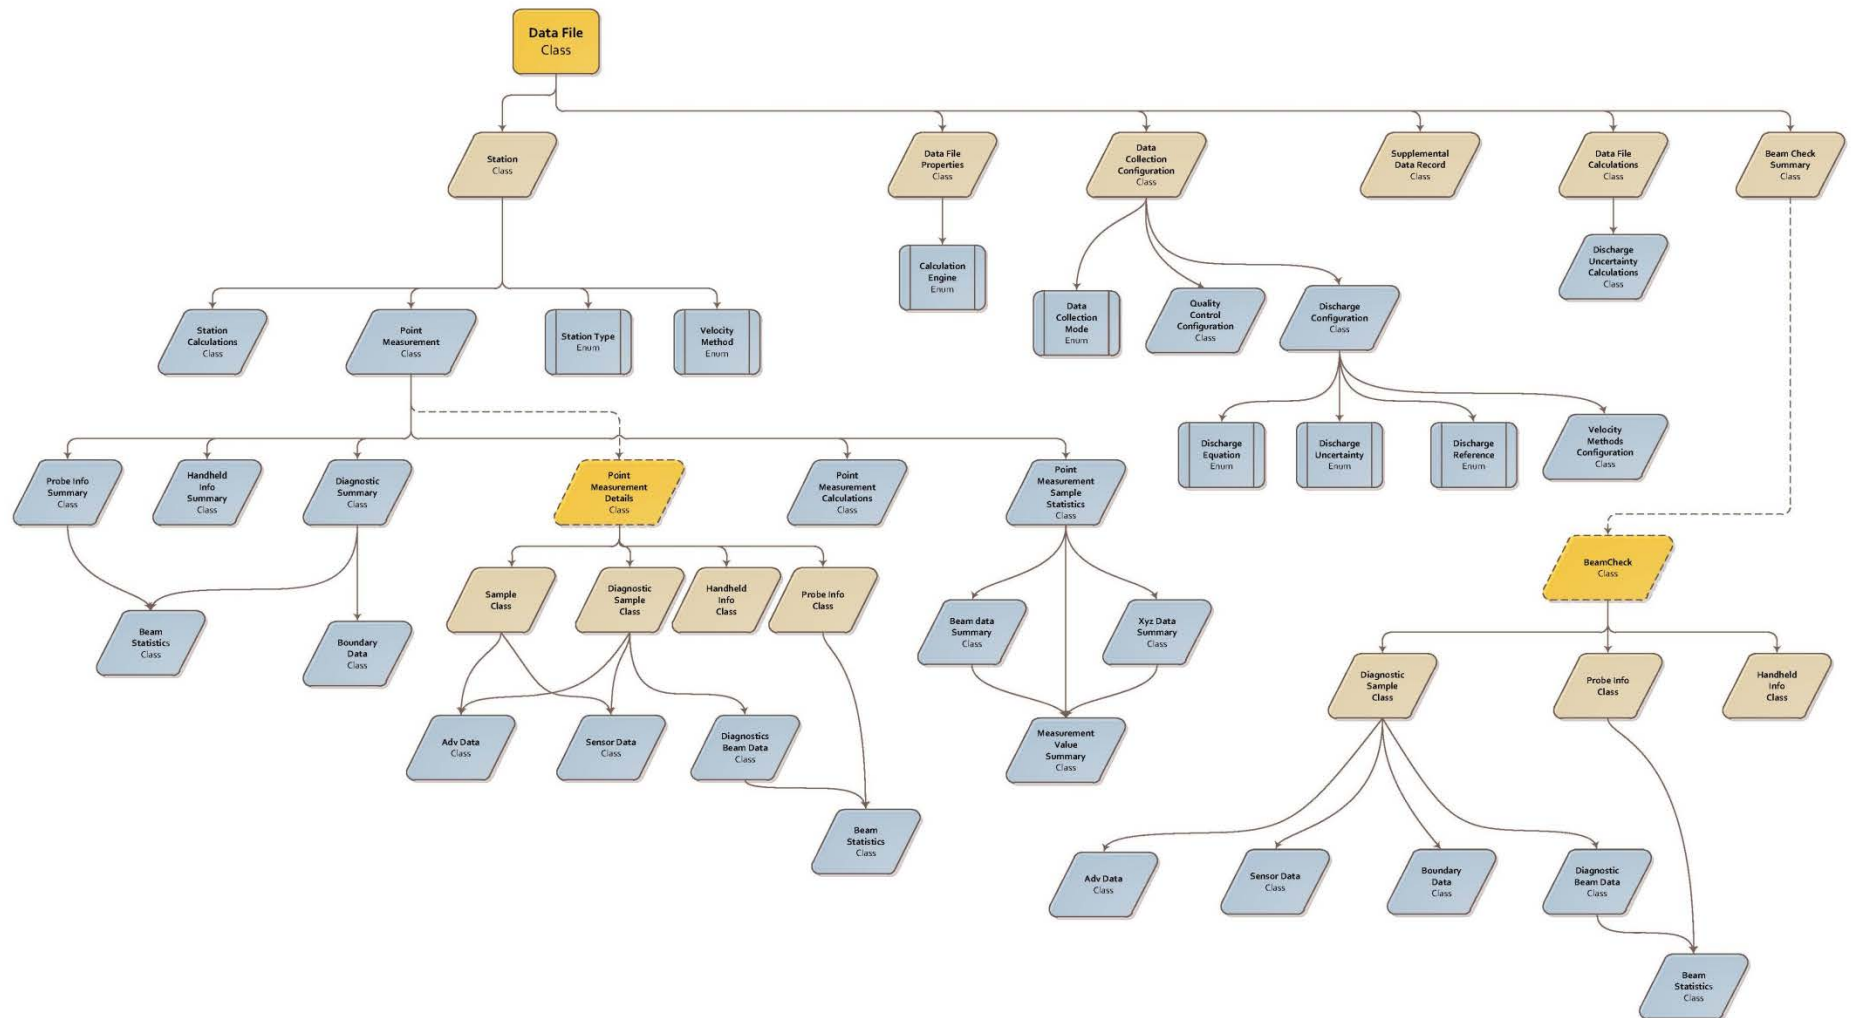 Data File
Class
Station
Class
Data File
Properties
Class
Data
Collection
Configuration
Class
Supplemental
Data Record
Class
Data File
Calculations
Class
Beam Check
Summary
Class
Calculation
Engine
Enum
Data
Collection
Mode
Enum
Quality
Control
Configuration
Class
Discharge
Configuration
Class
Discharge
Uncertainty
Calculations
Class
Station
Calculations
Class
Point
Measurement
Class
Station Type
Enum
Velocity
Method
Enum
Discharge
Equation
Enum
Discharge
Uncertainty
Enum
Discharge
Reference
Enum
Velocity
Methods
Configuration
Class
Probe Info
Summary
Class
Handheld
Info
Summary
Class
Diagnostic
Summary
Class
Point
Measurement
Details
Class
Point
Measurement
Calculations
Class
Point
Measurement
Sample
Statistics
Class
BeamCheck
Class
Sample
Class
Diagnostic
Sample
Class
Handheld
Info
Class
Probe Info
Class
Beam
Statistics
Class
Boundary
Data
Class
Beam data
Summary
Class
Xyz Data
Summary
Class
Diagnostic
Sample
Class
Probe Info
Class
Handheld
Info
Class
Adv Data
Class
Sensor Data
Class
Diagnostics
Beam Data
Class
Measurement
Value
Summary
Class
Beam
Statistics
Class
Adv Data
Class
Sensor Data
Class
Boundary
Data
Class
Diagnostic
Beam Data
Class
Beam
Statistics
Class